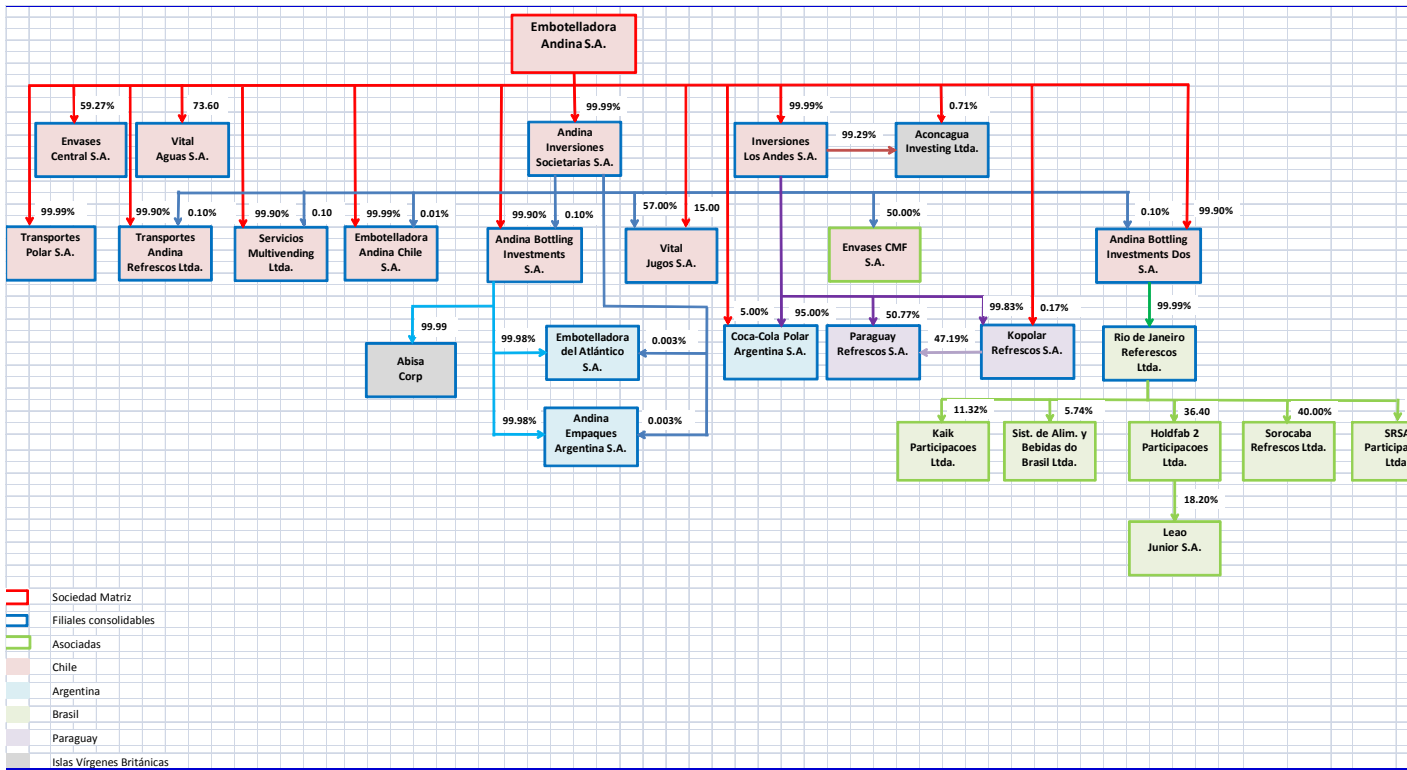 Embotelladora
Andina S.A.
59.27%
73.60
99.99%
99.99%
0.71%
Envases
Central S.A.
Vital
Aguas S.A.
Andina
Inversiones
Societarias S.A.
Inversiones
Los Andes S.A.
99.29%
Aconcagua
Investing Ltda.
99.99%
99.90%
0.10%
99.90%
0.10
99.99%
0.01%
99.90%
0.10%
57.00%
15.00
50.00%
0.10%
99.90%
Transportes
Polar S.A.
Transportes
Andina
Refrescos Ltda.
Servicios
Multivending
Ltda.
Embotelladora
Andina Chile
S.A.
Andina Bottling
Investments
S.A.
Vital
Jugos S.A.
Envases CMF
S.A.
Andina Bottling
Investments Dos
S.A.
99.99
99.98%
0.003%
5.00%
95.00%
50.77%
99.83%
0.17%
99.99%
Abisa
Corp
Embotelladora
del Atlántico
S.A.
Coca-Cola Polar
Argentina S.A.
Paraguay
Refrescos S.A.
47.19%
Kopolar
Refrescos S.A.
Rio de Janeiro
Referescos
Ltda.
99.98%
0.003%
Andina
Empaques
Argentina S.A.
11.32%
5.74%
36.40
40.00%
Kaik
Participacoes
Ltda.
Sist. de Alim. y
Bebidas do
Brasil Ltda.
Holdfab 2
Participacoes
Ltda.
Sorocaba
Refrescos Ltda.
SRSA
Particip
Ltda
18.20%
Leao
Junior S.A.
Sociedad Matriz
Filiales consolidables
Asociadas
Chile
Argentina
Brasil
Paraguay
Islas Vírgenes Británicas